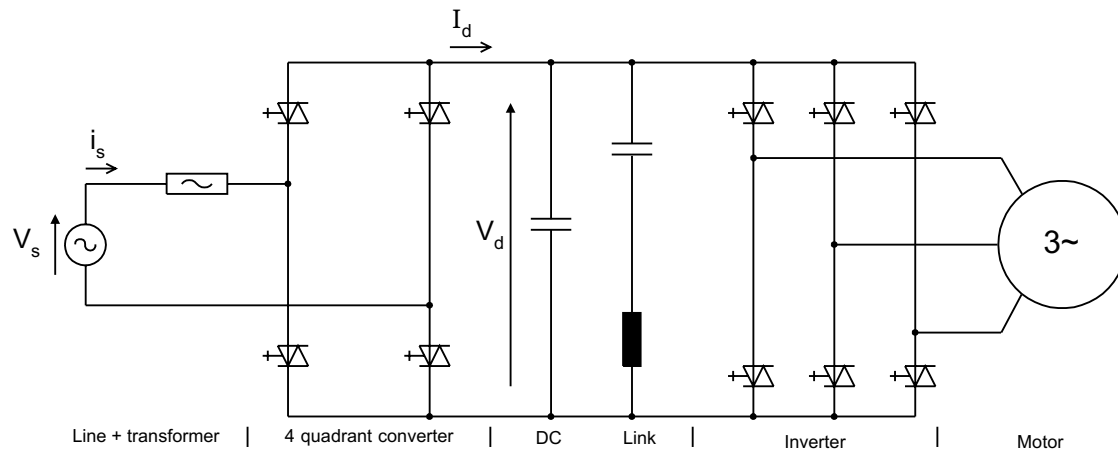 I_d
i_s
V_s
V_d
3~
Line + transformer | 4 quadrant converter | DC Link | Inverter | Motor